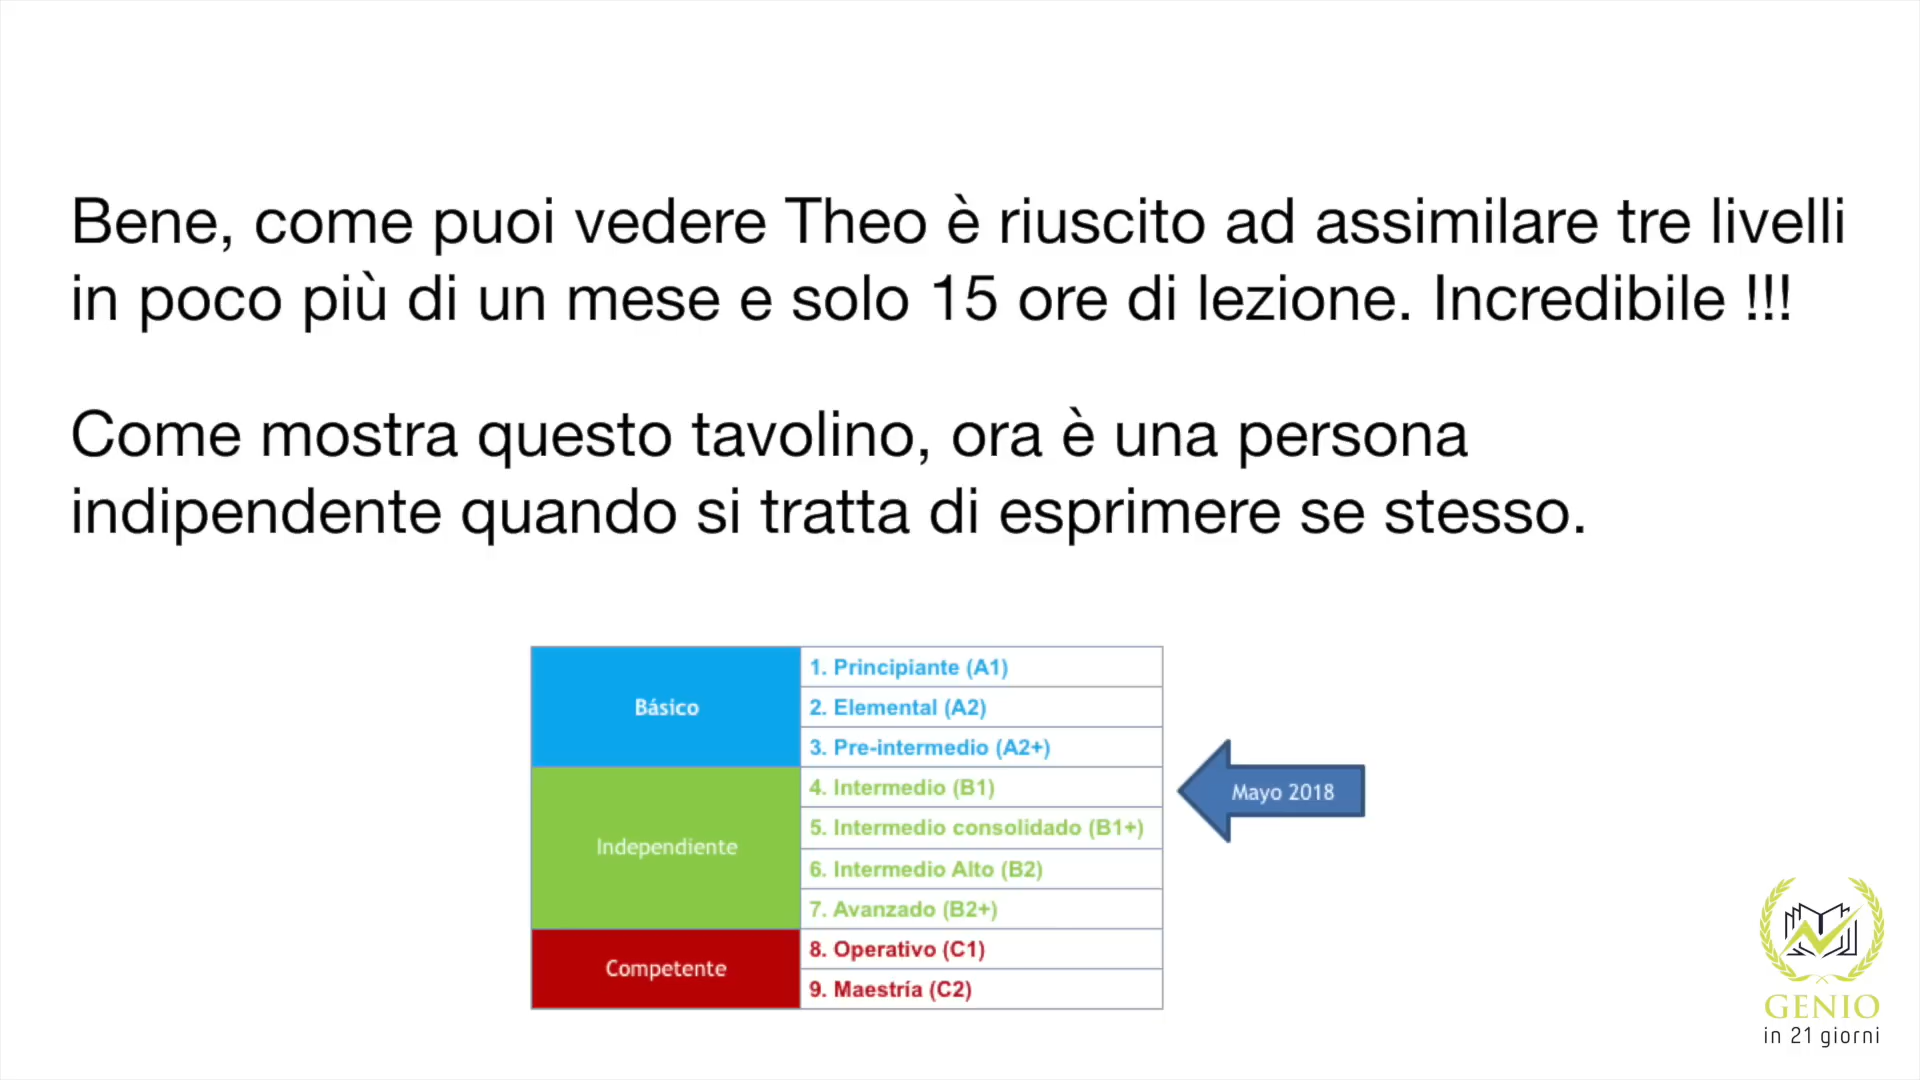 Bene, come puoi vedere Theo è riuscito ad assimilare tre livelli
in poco più di un mese e solo 15 ore di lezione. Incredibile !!!
Come mostra questo tavolino, ora è una persona
indipendente quando si tratta di esprimere se stesso.
Básico
1. Principiante (A1)
2. Elemental (A2)
3. Pre-intermedio (A2+)
Independiente
4. Intermedio (B1)
5. Intermedio consolidado (B1+)
6. Intermedio Alto (B2)
7. Avanzado (B2+)
Competente
8. Operativo (C1)
9. Maestría (C2)
Mayo 2018
GENIO
in 21 giorni